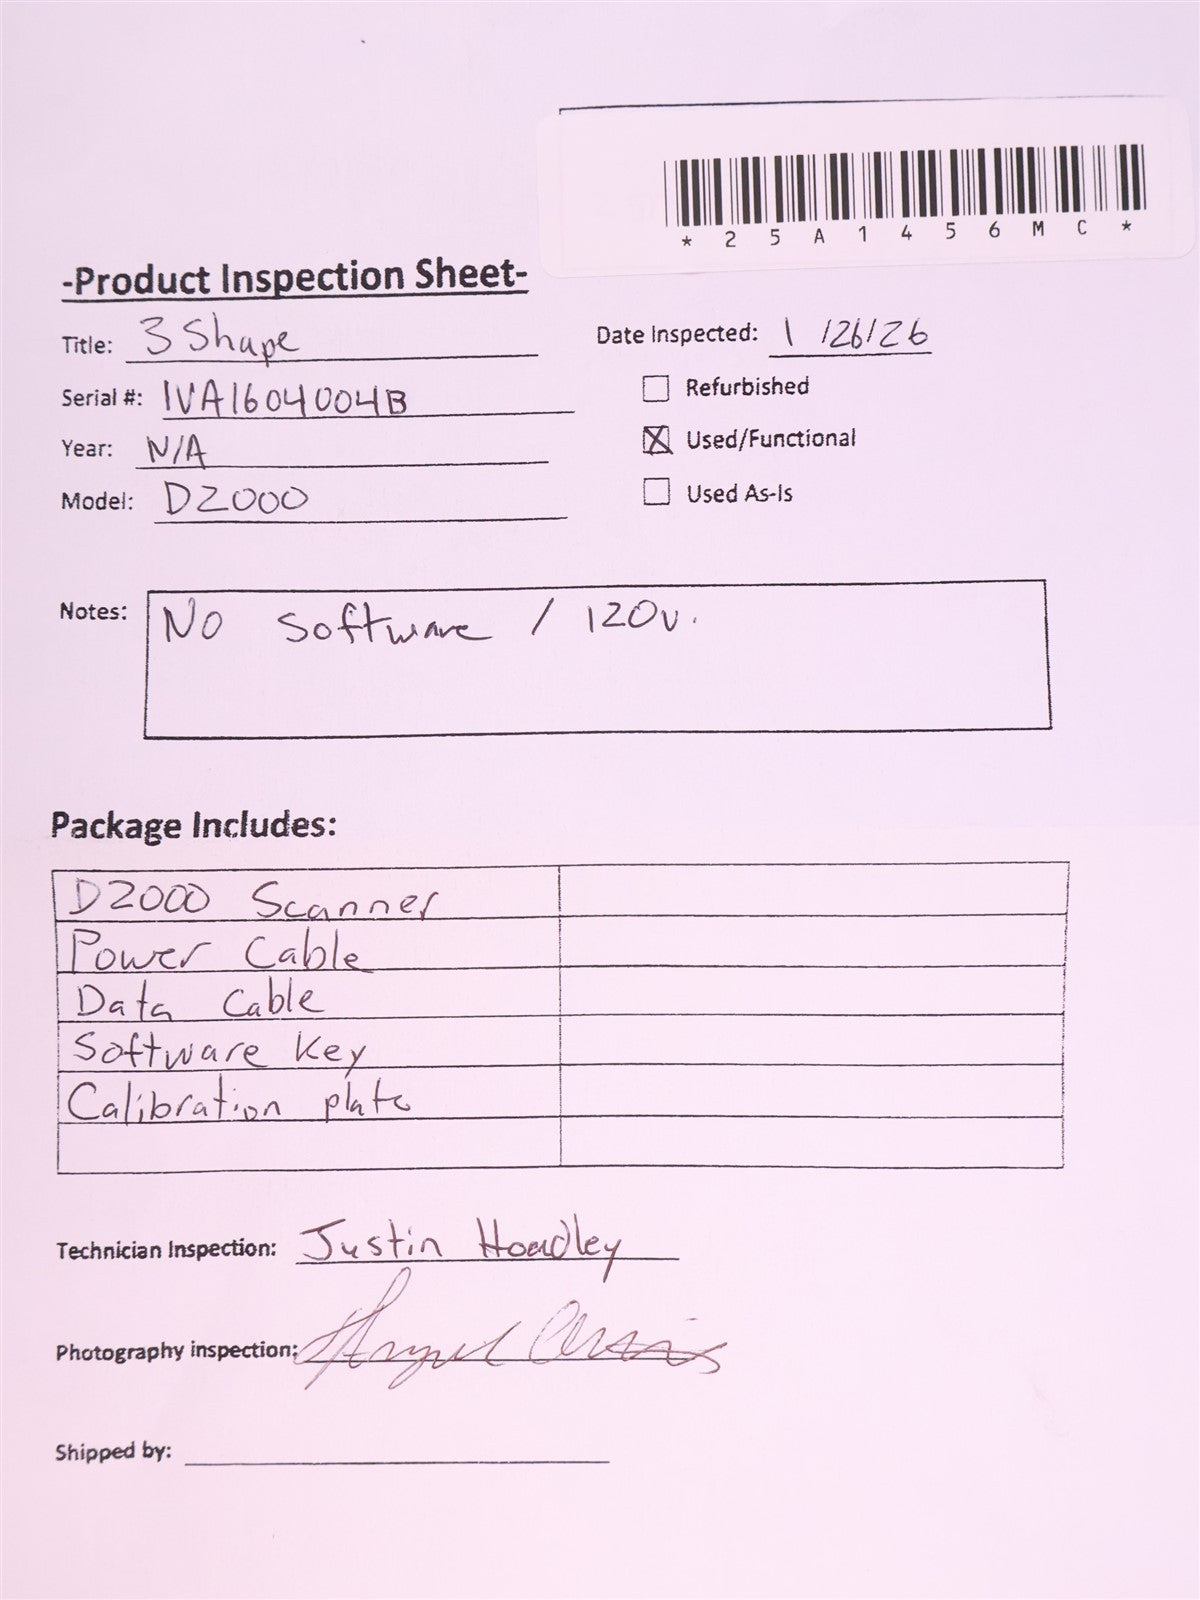 * 2 5 A 1 4 5 6 M C *
-Product Inspection Sheet-
Title: 3Shape
Date Inspected: 1/26/26
Serial #: IVA1604004B
Refurbished
Used/Functional
Year: N/A
Model: D2000
Used As-Is
Notes: No Software / 120v.
Package Includes:
D2000 Scanner
Power Cable
Data Cable
Software Key
Calibration plate
Technician Inspection: Justin Hoadley
Photography inspection:
Shipped by: